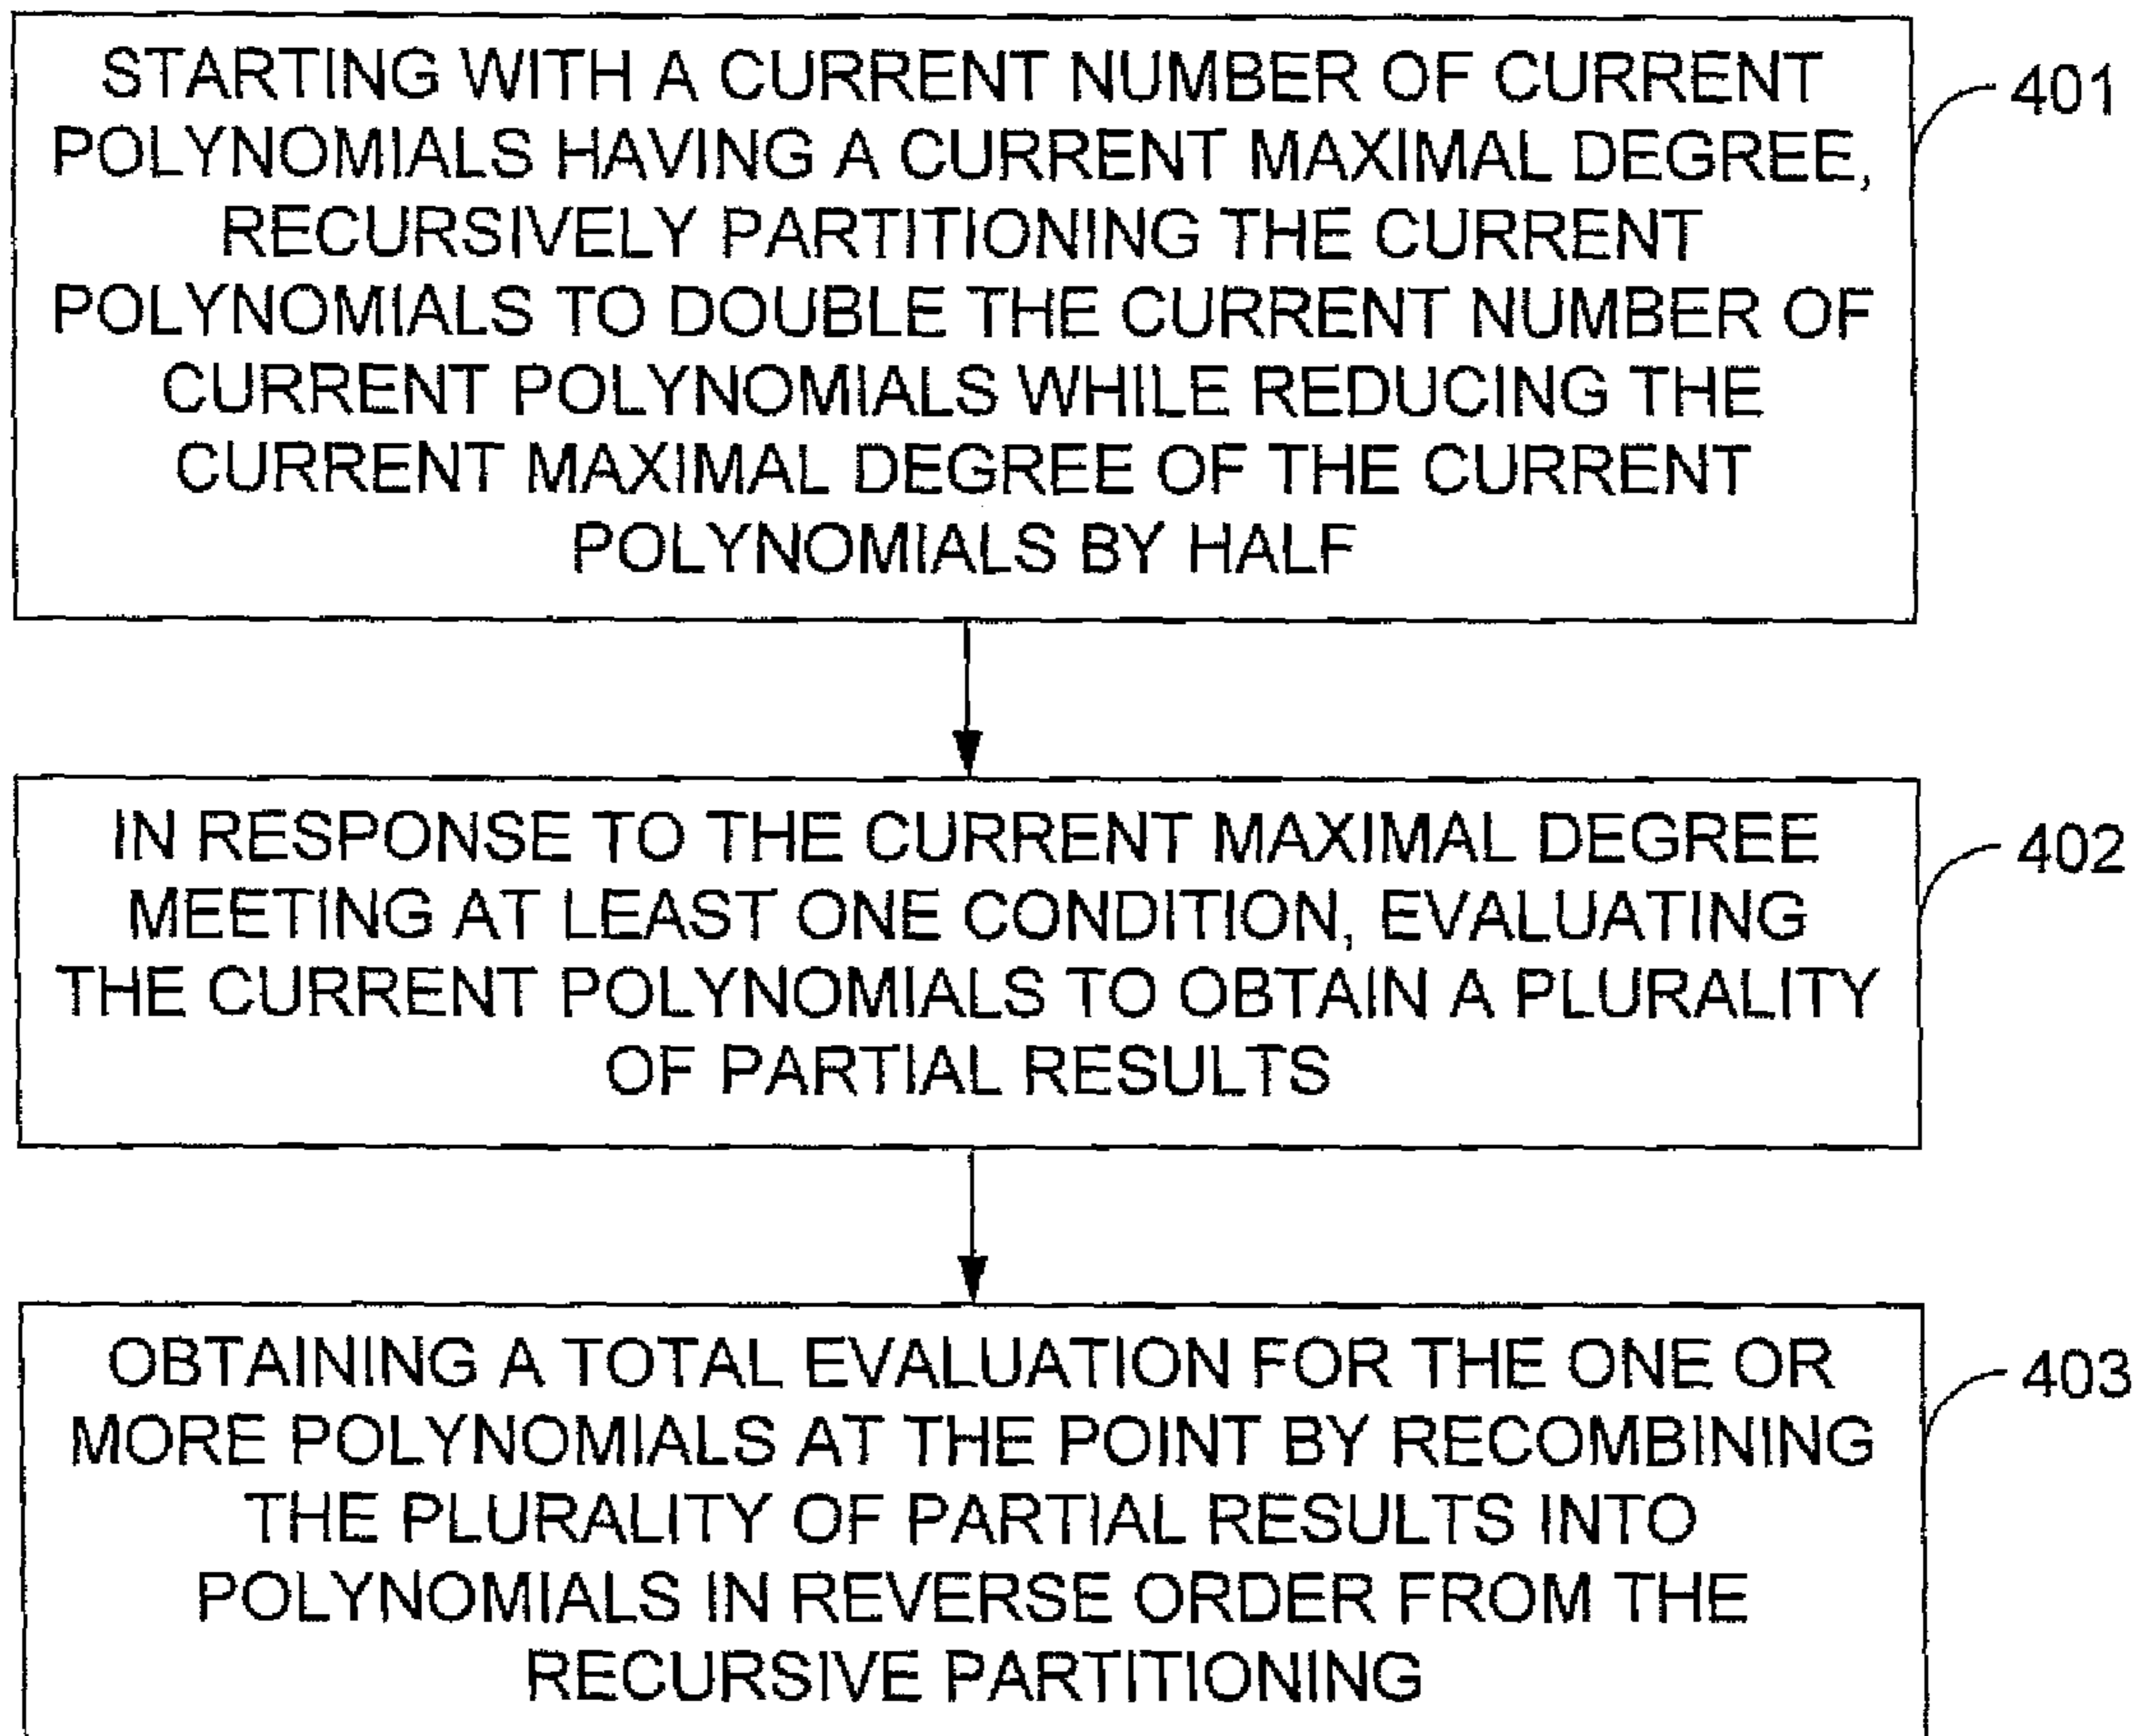 STARTING WITH A CURRENT NUMBER OF CURRENT
POLYNOMIALS HAVING A CURRENT MAXIMAL DEGREE,
RECURSIVELY PARTITIONING THE CURRENT
POLYNOMIALS TO DOUBLE THE CURRENT NUMBER OF
CURRENT POLYNOMIALS WHILE REDUCING THE
CURRENT MAXIMAL DEGREE OF THE CURRENT
POLYNOMIALS BY HALF
401
IN RESPONSE TO THE CURRENT MAXIMAL DEGREE
MEETING AT LEAST ONE CONDITION, EVALUATING
THE CURRENT POLYNOMIALS TO OBTAIN A PLURALITY
OF PARTIAL RESULTS
402
OBTAINING A TOTAL EVALUATION FOR THE ONE OR
MORE POLYNOMIALS AT THE POINT BY RECOMBINING
THE PLURALITY OF PARTIAL RESULTS INTO
POLYNOMIALS IN REVERSE ORDER FROM THE
RECURSIVE PARTITIONING
403